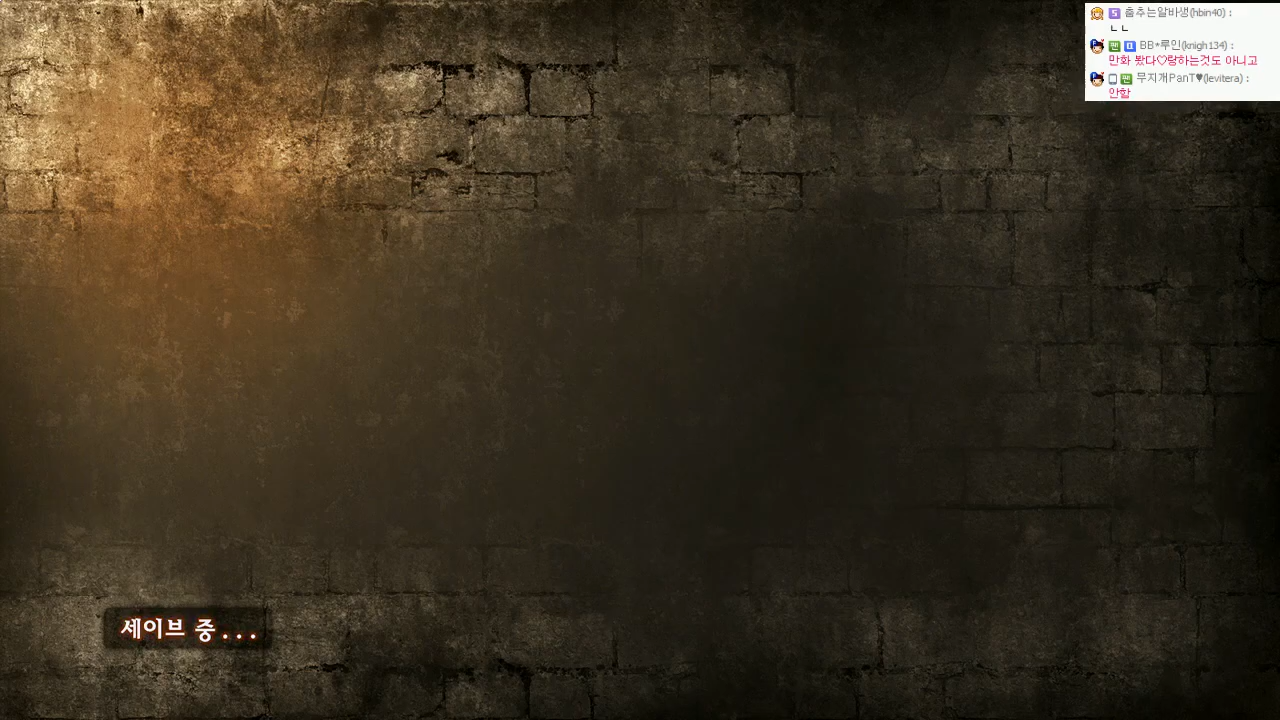 춤추는알바생(hbin40) :
ㄴㄴ
BB*루인(knigh134) :
만화 봤다♡랑하는것도 아니고
무지개PanT♥(levitera) :
안함
세이브 중...